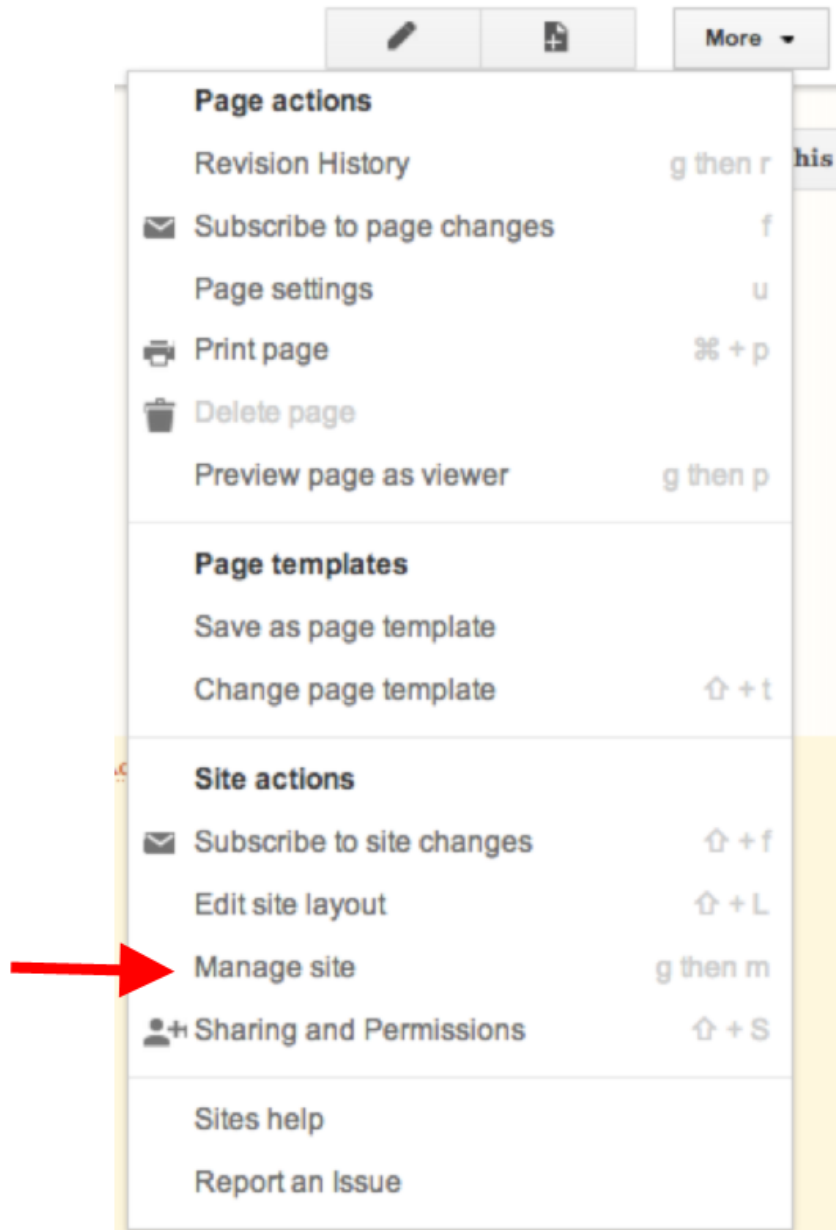 More
Page actions
Revision History g then r
his
Subscribe to page changes f
Page settings u
Print page ⌘ + p
Delete page
Preview page as viewer g then p
Page templates
Save as page template
Change page template ⇧ + t
Site actions
Subscribe to site changes ⇧ + f
Edit site layout ⇧ + L
Manage site g then m
Sharing and Permissions ⇧ + S
Sites help
Report an Issue